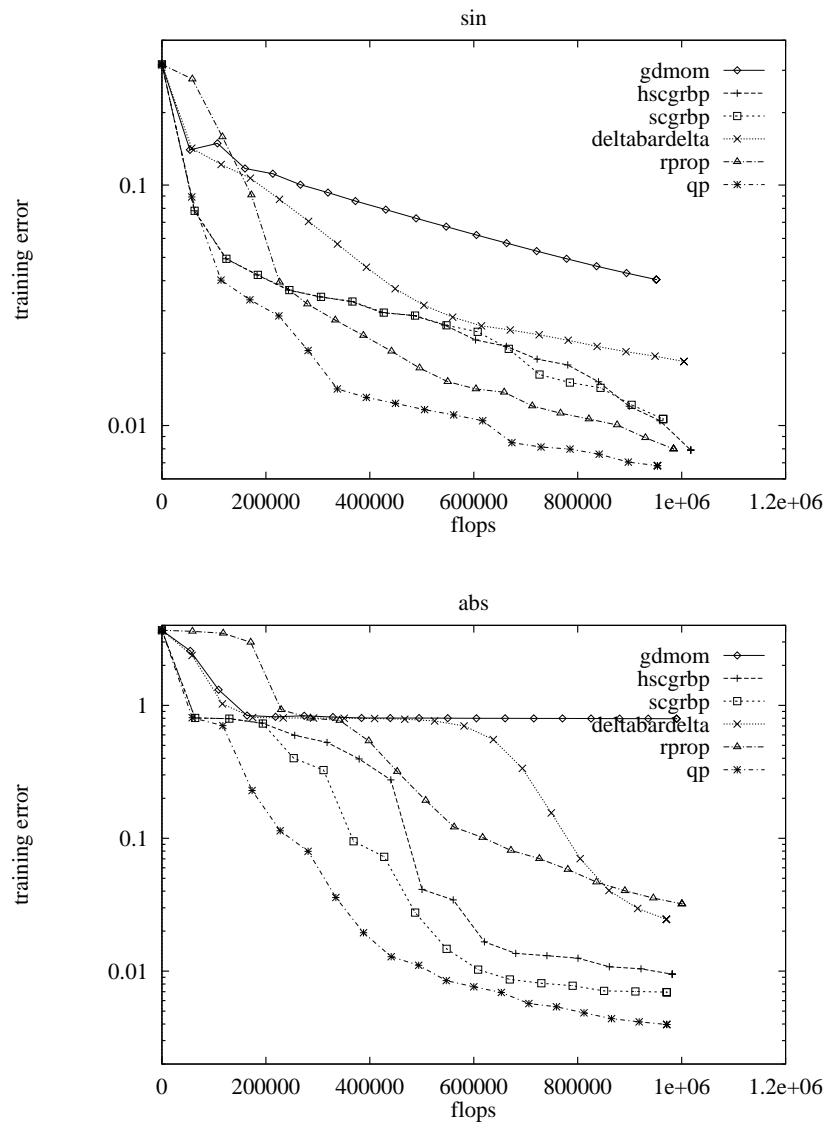 sin
gdmom
hscgrbp
scgrbp
deltabardelta
rprop
qp
training error
0.1
0.01
0 200000 400000 600000 800000 1e+06 1.2e+06
flops
abs
gdmom
hscgrbp
scgrbp
deltabardelta
rprop
qp
training error
1
0.1
0.01
0 200000 400000 600000 800000 1e+06 1.2e+06
flops